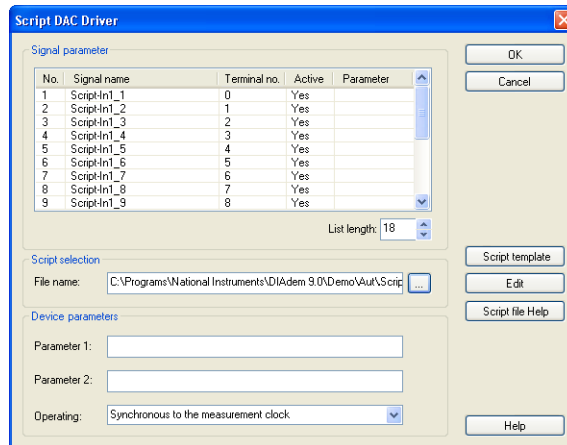 Script DAC Driver
Signal parameter
No. Signal name Terminal no. Active Parameter
1 Script-In1_1 0 Yes
2 Script-In1_2 1 Yes
3 Script-In1_3 2 Yes
4 Script-In1_4 3 Yes
5 Script-In1_5 4 Yes
6 Script-In1_6 5 Yes
7 Script-In1_7 6 Yes
8 Script-In1_8 7 Yes
9 Script-In1_9 8 Yes
List length: 18
OK
Cancel
Script selection
File name: C:\Programs\National Instruments\DIAdem 9.0\Demo\Aut\Scrip ...
Script template
Edit
Script file Help
Device parameters
Parameter 1:
Parameter 2:
Operating: Synchronous to the measurement clock
Help